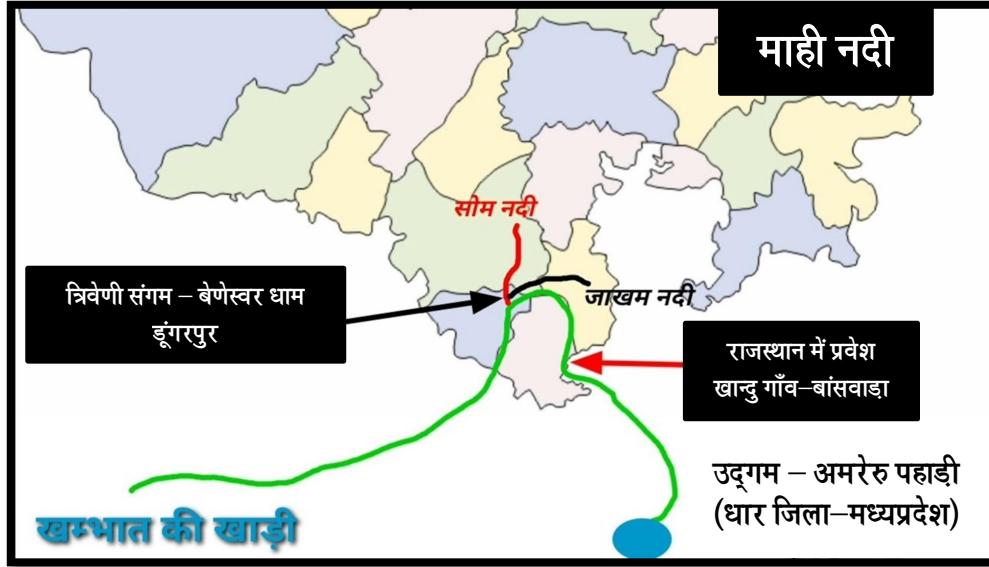 माही नदी
सोम नदी
त्रिवेणी संगम – बेणेस्वर धाम
डूंगरपुर
जाखम नदी
राजस्थान में प्रवेश
खान्दु गाँव–बांसवाडा
उद्गम – अमरेरु पहाडी
(धार जिला–मध्यप्रदेश)
खम्भात की खाड़ी